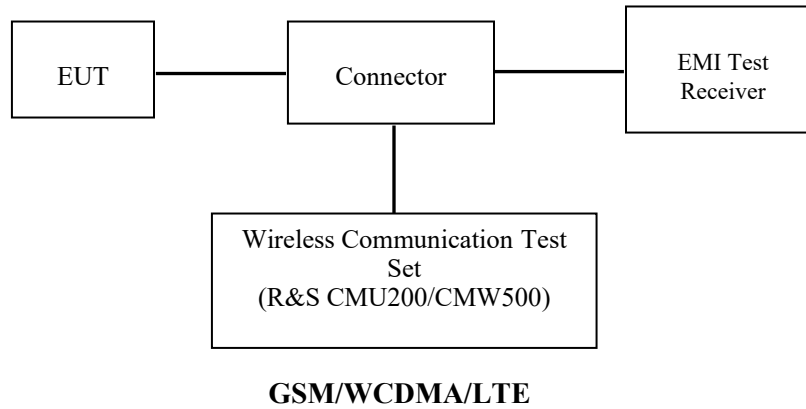 EUT
Connector
EMI Test
Receiver
Wireless Communication Test
Set
(R&S CMU200/CMW500)
GSM/WCDMA/LTE